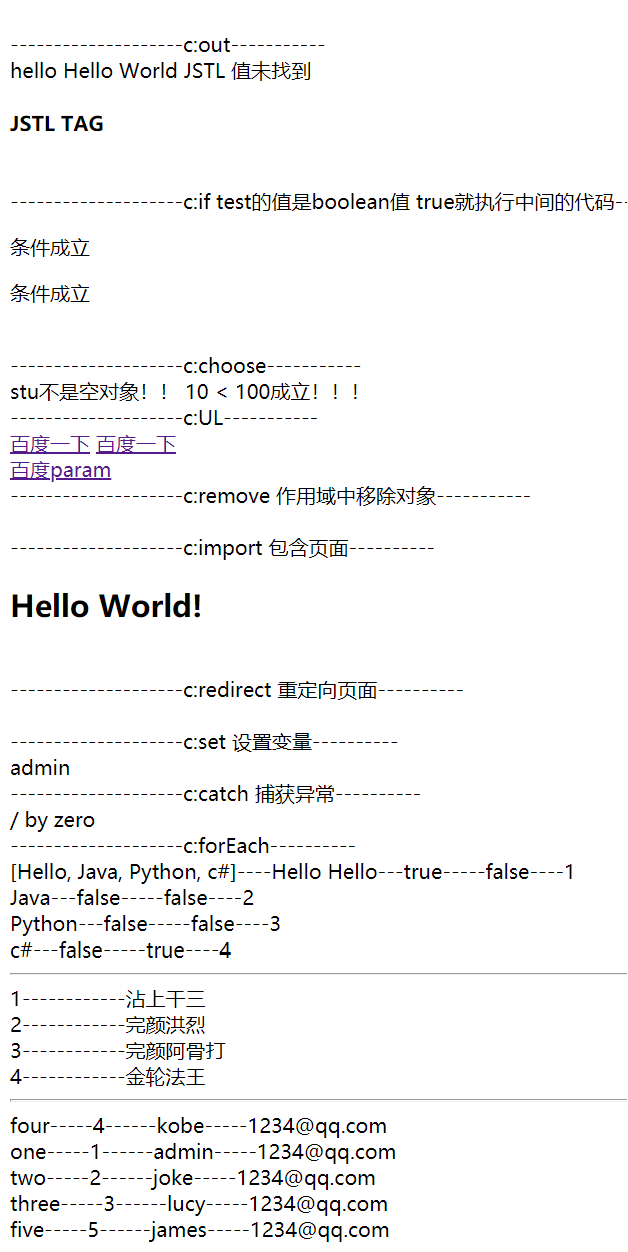 --------------------c:out-----------
hello Hello World JSTL 值未找到
JSTL TAG
--------------------c:if test的值是boolean值 true就执行中间的代码--
条件成立
条件成立
--------------------c:choose-----------
stu不是空对象！！ 10 < 100成立！！！
--------------------c:UL-----------
百度一下 百度一下
百度param
--------------------c:remove 作用域中移除对象-----------
--------------------c:import 包含页面----------
Hello World!
--------------------c:redirect 重定向页面----------
--------------------c:set 设置变量----------
admin
--------------------c:catch 捕获异常----------
/ by zero
--------------------c:forEach----------
[Hello, Java, Python, c#]----Hello Hello---true-----false----1
Java---false-----false----2
Python---false-----false----3
c#---false-----true----4
1------------沾上干三
2------------完颜洪烈
3------------完颜阿骨打
4------------金轮法王
four-----4------kobe-----1234@qq.com
one-----1------admin-----1234@qq.com
two-----2------joke-----1234@qq.com
three-----3------lucy-----1234@qq.com
five-----5------james-----1234@qq.com